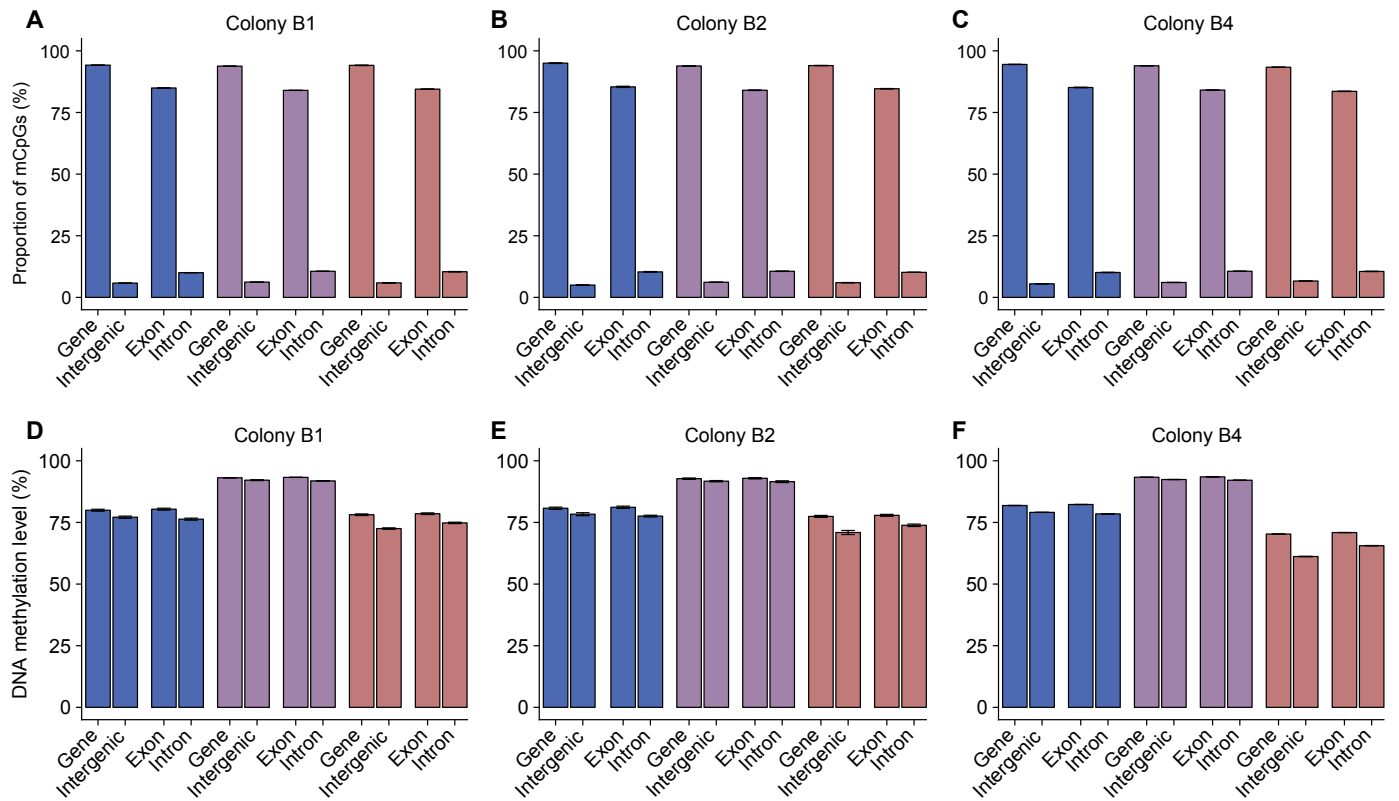 A
Colony B1
Proportion of mCpGs (%)
100
75
50
25
0
Gene
Intergenic
Exon
Intron
Gene
Intergenic
Exon
Intron
Gene
Intergenic
Exon
Intron
B
Colony B2
100
75
50
25
0
Gene
Intergenic
Exon
Intron
Gene
Intergenic
Exon
Intron
Gene
Intergenic
Exon
Intron
C
Colony B4
100
75
50
25
0
Gene
Intergenic
Exon
Intron
Gene
Intergenic
Exon
Intron
Gene
Intergenic
Exon
Intron
D
Colony B1
DNA methylation level (%)
100
75
50
25
0
Gene
Intergenic
Exon
Intron
Gene
Intergenic
Exon
Intron
Gene
Intergenic
Exon
Intron
E
Colony B2
100
75
50
25
0
Gene
Intergenic
Exon
Intron
Gene
Intergenic
Exon
Intron
Gene
Intergenic
Exon
Intron
F
Colony B4
100
75
50
25
0
Gene
Intergenic
Exon
Intron
Gene
Intergenic
Exon
Intron
Gene
Intergenic
Exon
Intron